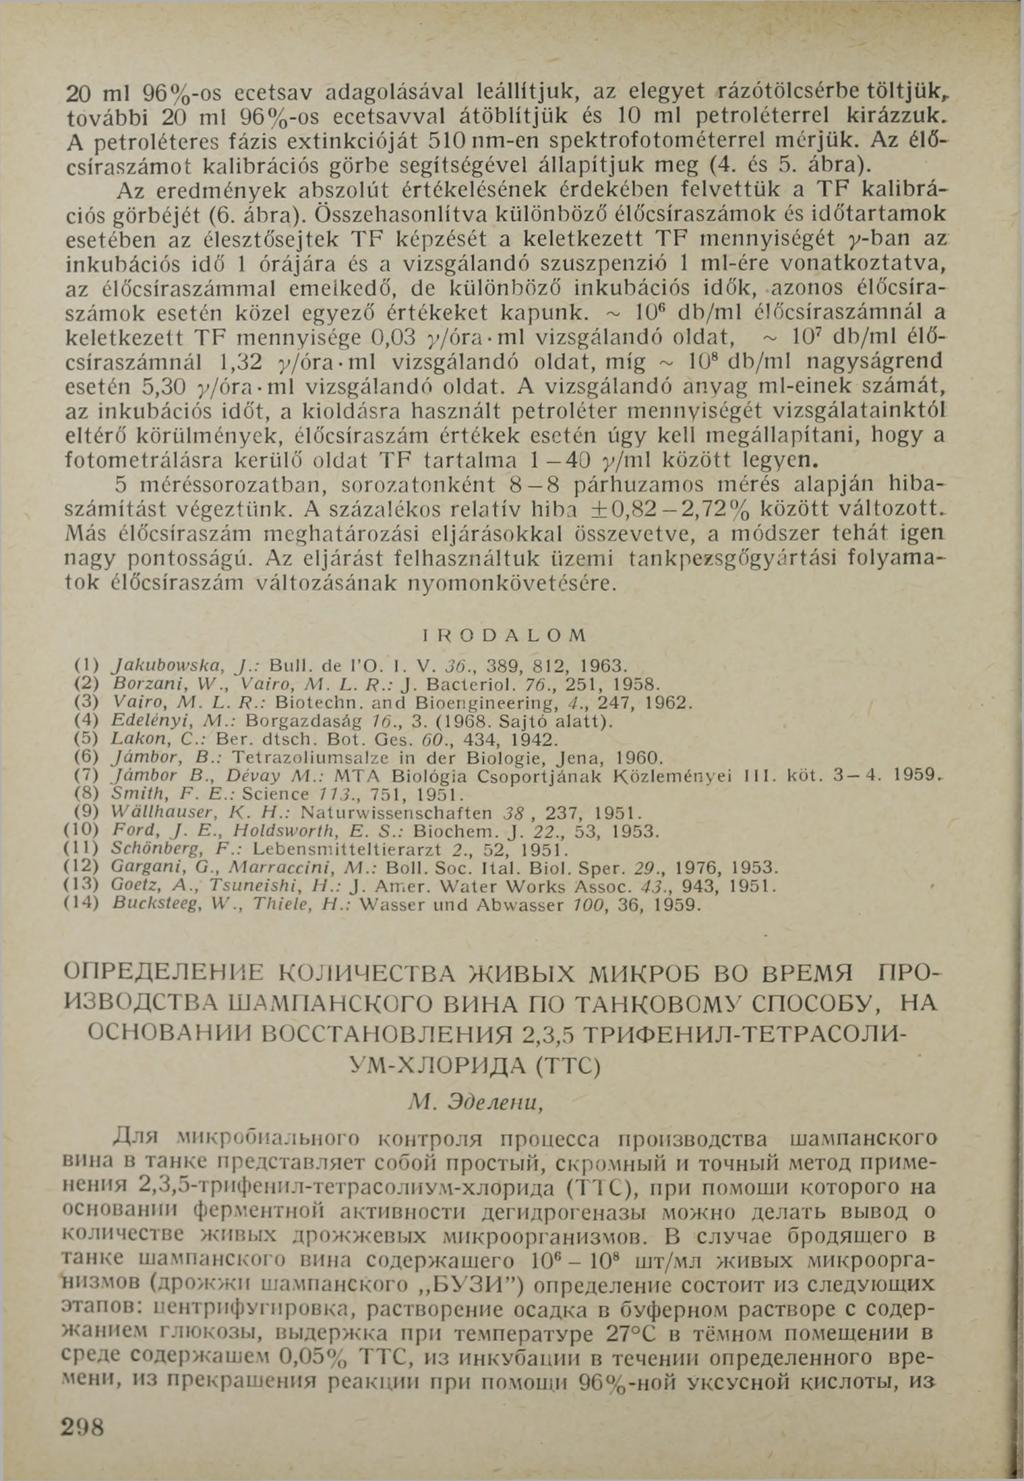 20 ml 96%-os ecetsav adagolásával leállítjuk, az elegyet rázótölcsérbe töltjük,
további 20 ml 96%-os ecetsavval átöblítjük és 10 ml petroléterrel kirázzuk.
A petroléteres fázis extinkcióját 510 nm-en spektrofotométerrel mérjük. Az élő-
csíraszámot kalibrációs görbe segítségével állapítjuk meg (4. és 5. ábra).
Az eredmények abszolút értékelésének érdekében felvettük a TF kalibrá-
ciós görbéjét (6. ábra). Összehasonlítva különböző élőcsíraszámok és időtartamok
esetében az élesztősejtek TF képzését a keletkezett TF mennyiségét γ-ban az
inkubációs idő 1 órájára és a vizsgálandó szuszpenzió 1 ml-ére vonatkoztatva,
az élőcsíraszámmal emelkedő, de különböző inkubációs idők, azonos élőcsíra-
számok esetén közel egyező értékeket kapunk. ~ 10⁶ db/ml élőcsíraszámnál a
keletkezett TF mennyisége 0,03 γ/óra·ml vizsgálandó oldat, ~ 10⁷ db/ml élő-
csíraszámnál 1,32 γ/óra·ml vizsgálandó oldat, míg ~ 10⁸ db/ml nagyságrend
esetén 5,30 γ/óra·ml vizsgálandó oldat. A vizsgálandó anyag ml-einek számát,
az inkubációs időt, a kioldásra használt petroléter mennyiségét vizsgálatainktól
eltérő körülmények, élőcsíraszám értékek esetén úgy kell megállapítani, hogy a
fotometrálásra kerülő oldat TF tartalma 1—40 γ/ml között legyen.
5 méréssorozatban, sorozatonként 8—8 párhuzamos mérés alapján hiba-
számítást végeztünk. A százalékos relatív hiba ±0,82—2,72% között változott.
Más élőcsíraszám meghatározási eljárásokkal összevetve, a módszer tehát igen
nagy pontosságú. Az eljárást felhasználtuk üzemi tankpezsgőgyártási folyama-
tok élőcsíraszám változásának nyomonkövetésére.
IRODALOM
(1) Jakubowska, J.: Bull. de l'O. I. V. 36., 389, 812, 1963.
(2) Borzani, W., Vairo, M. L. R.: J. Bacteriol. 76., 251, 1958.
(3) Vairo, M. L. R.: Biotechn. and Bioengineering, 4., 247, 1962.
(4) Edelényi, M.: Borgazdaság 16., 3. (1968. Sajtó alatt).
(5) Lakon, C.: Ber. dtsch. Bot. Ges. 60., 434, 1942.
(6) Jámbor, B.: Tetrazoliumsalze in der Biologie, Jena, 1960.
(7) Jámbor B., Dévay M.: MTA Biológia Csoportjának Közleményei III. köt. 3—4. 1959.
(8) Smith, F. E.: Science 113., 751, 1951.
(9) Wällhauser, K. H.: Naturwissenschaften 38 , 237, 1951.
(10) Ford, J. E., Holdsworth, E. S.: Biochem. J. 22., 53, 1953.
(11) Schönberg, F.: Lebensmitteltierarzt 2., 52, 1951.
(12) Gargani, G., Marraccini, M.: Boll. Soc. Ital. Biol. Sper. 29., 1976, 1953.
(13) Goetz, A., Tsuneishi, H.: J. Amer. Water Works Assoc. 43., 943, 1951.
(14) Bucksteeg, W., Thiele, H.: Wasser und Abwasser 100, 36, 1959.
ОПРЕДЕЛЕНИЕ КОЛИЧЕСТВА ЖИВЫХ МИКРОБ ВО ВРЕМЯ ПРО-
ИЗВОДСТВА ШАМПАНСКОГО ВИНА ПО ТАНКОВОМУ СПОСОБУ, НА
ОСНОВАНИИ ВОССТАНОВЛЕНИЯ 2,3,5 ТРИФЕНИЛ-ТЕТРАСОЛИ-
УМ-ХЛОРИДА (ТТС)
М. Эделени,
Для микробиального контроля процесса производства шампанского
вина в танке представляет собой простый, скромный и точный метод приме-
нения 2,3,5-трифенил-тетрасолиум-хлорида (ТТС), при помощи которого на
основании ферментной активности дегидрогеназы можно делать вывод о
количестве живых дрожжевых микроорганизмов. В случае бродящего в
танке шампанского вина содержашего 10⁶ – 10⁸ шт/мл живых микроорга-
низмов (дрожжи шампанского „БУЗИ”) определение состоит из следующих
этапов: центрифугировка, растворение осадка в буферном растворе с содер-
жанием глюкозы, выдержка при температуре 27°С в тёмном помещении в
среде содержашем 0,05% ТТС, из инкубации в течении определенного вре-
мени, из прекращения реакции при помощи 96%-ной уксусной кислоты, из
298